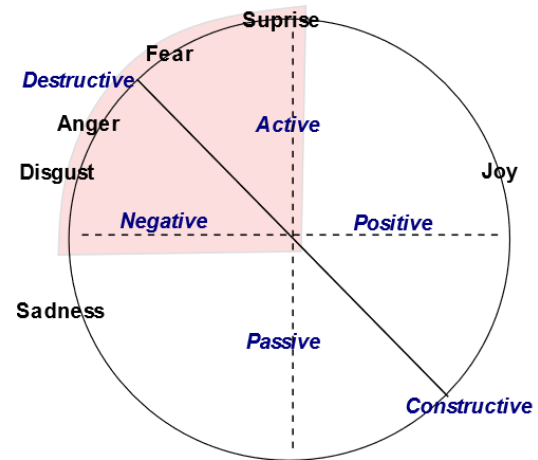 Suprise
Fear
Destructive
Anger
Active
Disgust
Joy
Negative
Positive
Sadness
Passive
Constructive